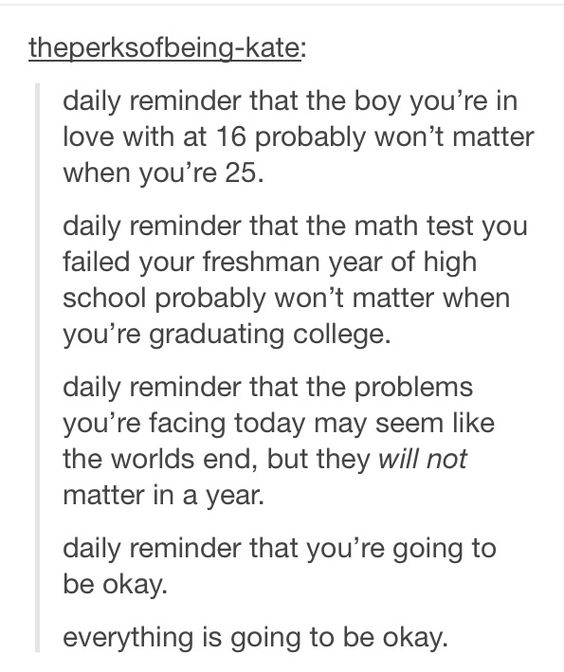 theperksofbeing-kate:
daily reminder that the boy you're in
love with at 16 probably won't matter
when you're 25.
daily reminder that the math test you
failed your freshman year of high
school probably won't matter when
you're graduating college.
daily reminder that the problems
you're facing today may seem like
the worlds end, but they will not
matter in a year.
daily reminder that you're going to
be okay.
everything is going to be okay.